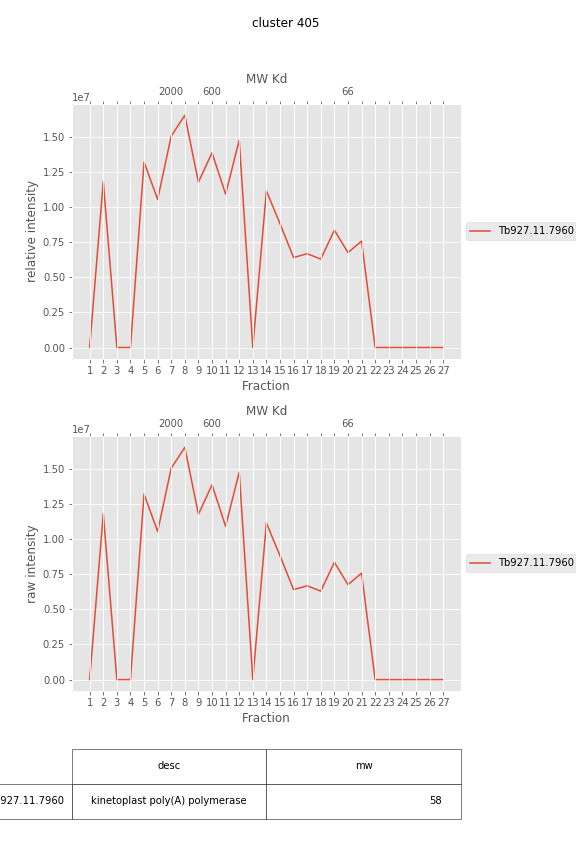 cluster 405
MW Kd
2000 600 66
1e7
1.50
1.25
1.00
0.75
0.50
0.25
0.00
relative intensity
Tb927.11.7960
1 2 3 4 5 6 7 8 9 10 11 12 13 14 15 16 17 18 19 20 21 22 23 24 25 26 27
Fraction
MW Kd
2000 600 66
1e7
1.50
1.25
1.00
0.75
0.50
0.25
0.00
raw intensity
Tb927.11.7960
1 2 3 4 5 6 7 8 9 10 11 12 13 14 15 16 17 18 19 20 21 22 23 24 25 26 27
Fraction
desc mw
927.11.7960 kinetoplast poly(A) polymerase 58